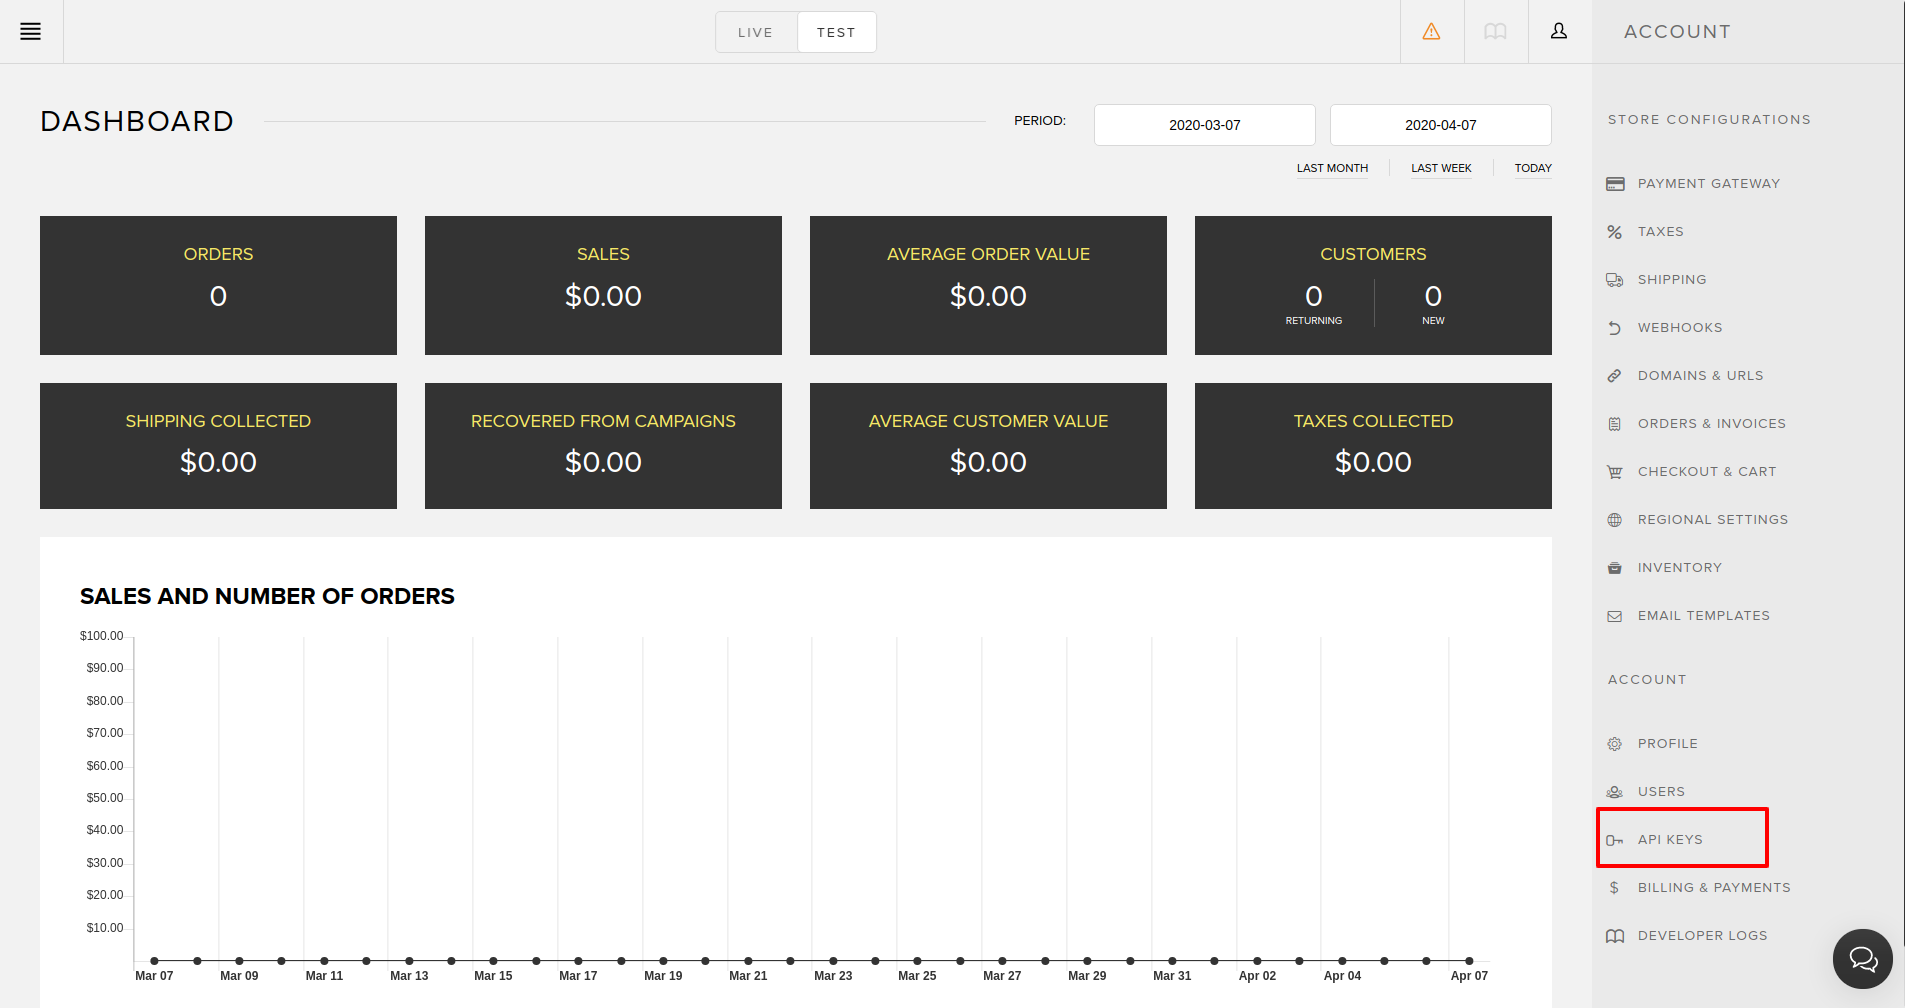 LIVE
TEST
ACCOUNT
DASHBOARD
PERIOD:
2020-03-07
2020-04-07
LAST MONTH
LAST WEEK
TODAY
ORDERS
0
SALES
$0.00
AVERAGE ORDER VALUE
$0.00
CUSTOMERS
0
RETURNING
0
NEW
SHIPPING COLLECTED
$0.00
RECOVERED FROM CAMPAIGNS
$0.00
AVERAGE CUSTOMER VALUE
$0.00
TAXES COLLECTED
$0.00
SALES AND NUMBER OF ORDERS
$100.00
$90.00
$80.00
$70.00
$60.00
$50.00
$40.00
$30.00
$20.00
$10.00
Mar 07
Mar 09
Mar 11
Mar 13
Mar 15
Mar 17
Mar 19
Mar 21
Mar 23
Mar 25
Mar 27
Mar 29
Mar 31
Apr 02
Apr 04
Apr 07
STORE CONFIGURATIONS
PAYMENT GATEWAY
TAXES
SHIPPING
WEBHOOKS
DOMAINS & URLS
ORDERS & INVOICES
CHECKOUT & CART
REGIONAL SETTINGS
INVENTORY
EMAIL TEMPLATES
ACCOUNT
PROFILE
USERS
API KEYS
BILLING & PAYMENTS
DEVELOPER LOGS